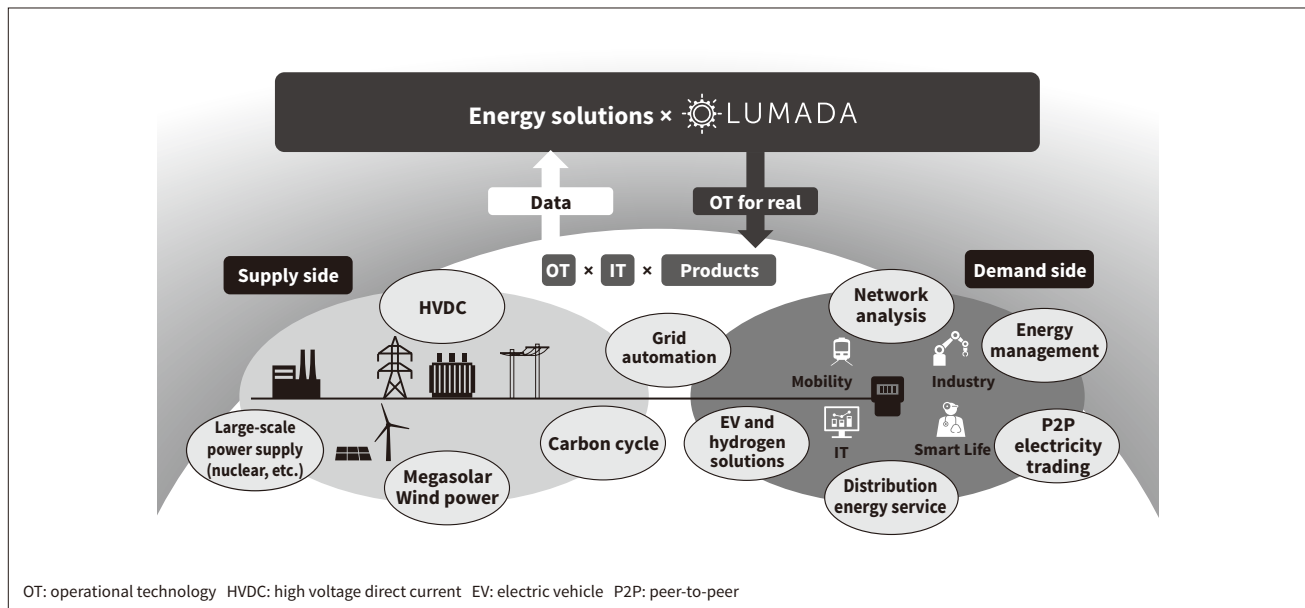 Energy solutions × LUMADA
Data
OT for real
OT × IT × Products
Supply side
Demand side
HVDC
Network
analysis
Grid
automation
Energy
management
Mobility
Industry
Large-scale
power supply
(nuclear, etc.)
Carbon cycle
EV and
hydrogen
solutions
IT
Smart Life
P2P
electricity
trading
Megasolar
Wind power
Distribution
energy service
OT: operational technology HVDC: high voltage direct current EV: electric vehicle P2P: peer-to-peer